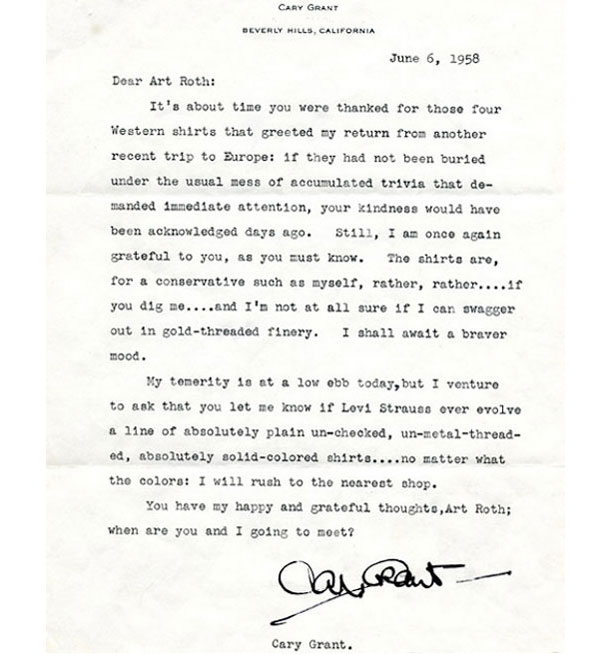 CARY GRANT
BEVERLY HILLS, CALIFORNIA
June 6, 1958
Dear Art Roth:
It's about time you were thanked for those four
Western shirts that greeted my return from another
recent trip to Europe: if they had not been buried
under the usual mess of accumulated trivia that de-
manded immediate attention, your kindness would have
been acknowledged days ago. Still, I am once again
grateful to you, as you must know. The shirts are,
for a conservative such as myself, rather, rather....if
you dig me....and I'm not at all sure if I can swagger
out in gold-threaded finery. I shall await a braver
mood.
My temerity is at a low ebb today,but I venture
to ask that you let me know if Levi Strauss ever evolve
a line of absolutely plain un-checked, un-metal-thread-
ed, absolutely solid-colored shirts....no matter what
the colors: I will rush to the nearest shop.
You have my happy and grateful thoughts,Art Roth;
when are you and I going to meet?
Cary Grant
Cary Grant.